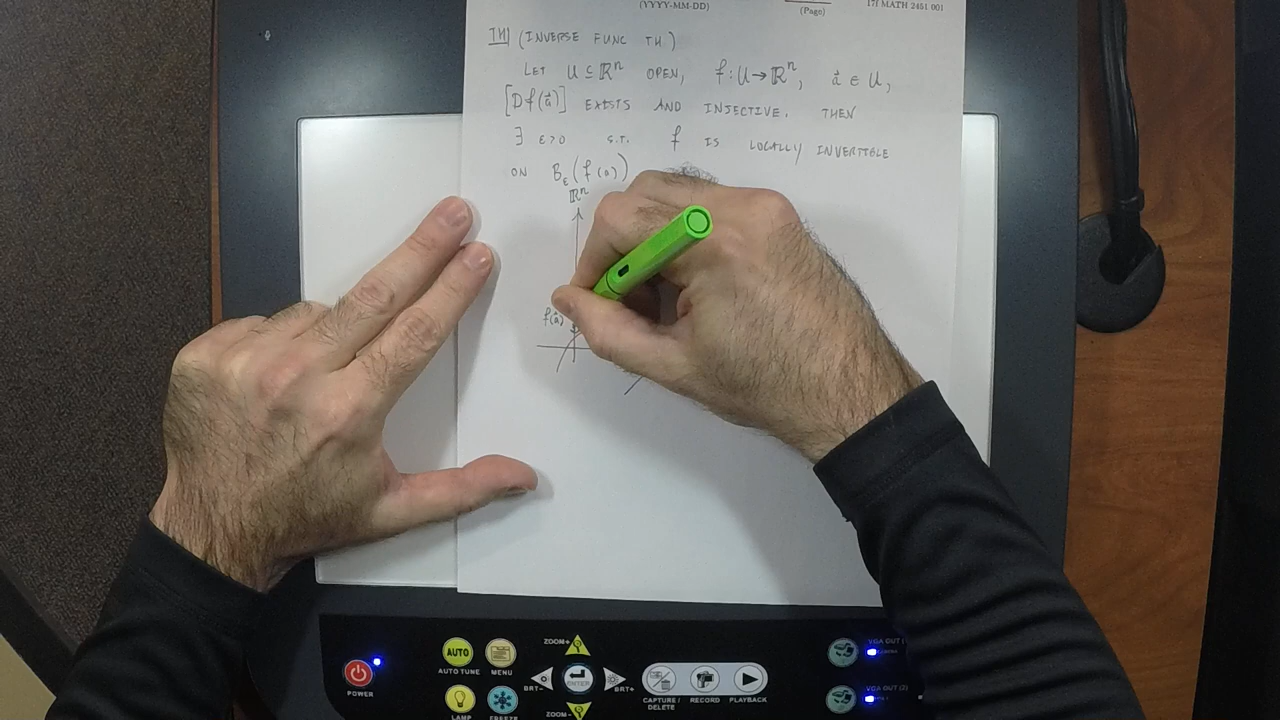 (YYYY-MM-DD)
(Page)
17f MATH 2451 001
TH (INVERSE FUNC TH)
LET U ⊆ ℝⁿ OPEN, f : U → ℝⁿ, a⃗ ∈ U,
[Df(a⃗)] EXISTS AND INJECTIVE. THEN
∃ ε>0 S.T. f IS LOCALLY INVERTIBLE
ON B_ε(f(a))
ℝⁿ
f(a⃗)
POWER
AUTO
AUTO TUNE
MENU
LAMP
FREEZE
ZOOM+
BRT-
ENTER
BRT+
ZOOM-
CAPTURE / DELETE
RECORD
PLAYBACK
VGA OUT (
VGA OUT (2)